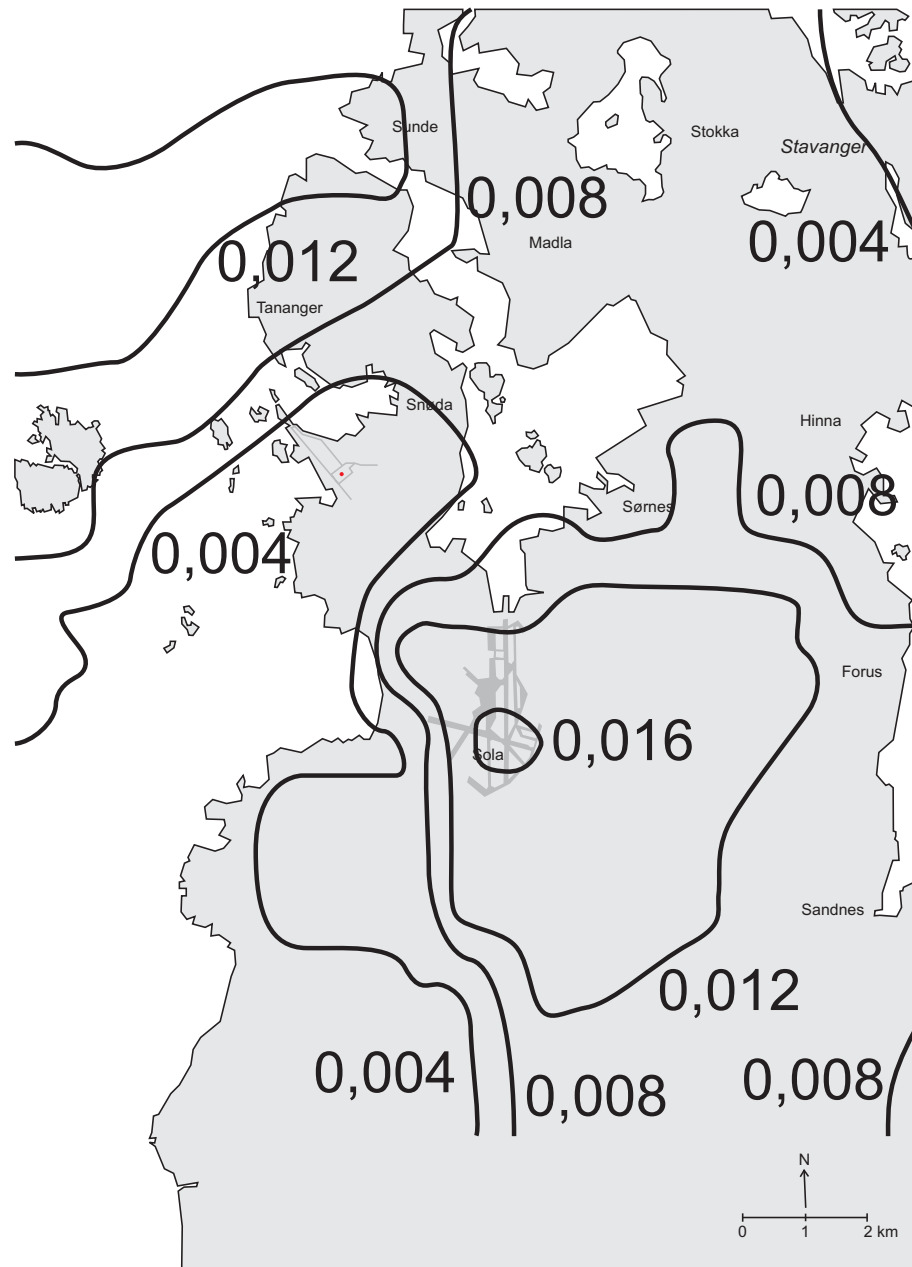 Sunde
Stokka
Stavanger
0,008
Madla
0,004
0,012
Tananger
Snøda
Hinna
0,008
Sørnes
0,004
Forus
0,016
Sola
Sandnes
0,012
0,004
0,008
0,008
N
0 1 2 km